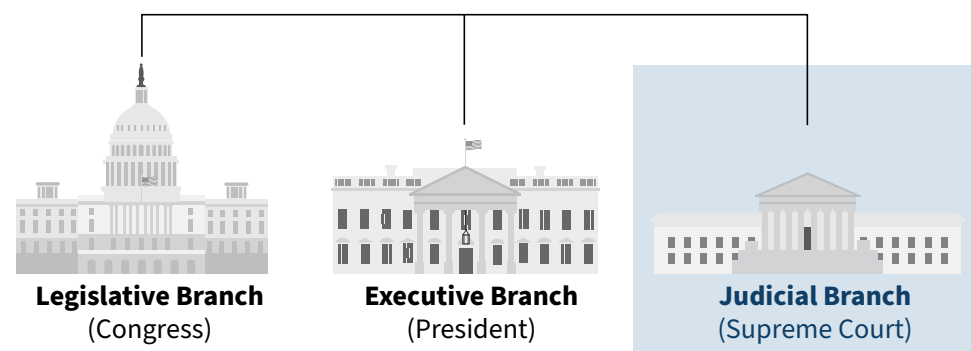 Legislative Branch
(Congress)
Executive Branch
(President)
Judicial Branch
(Supreme Court)